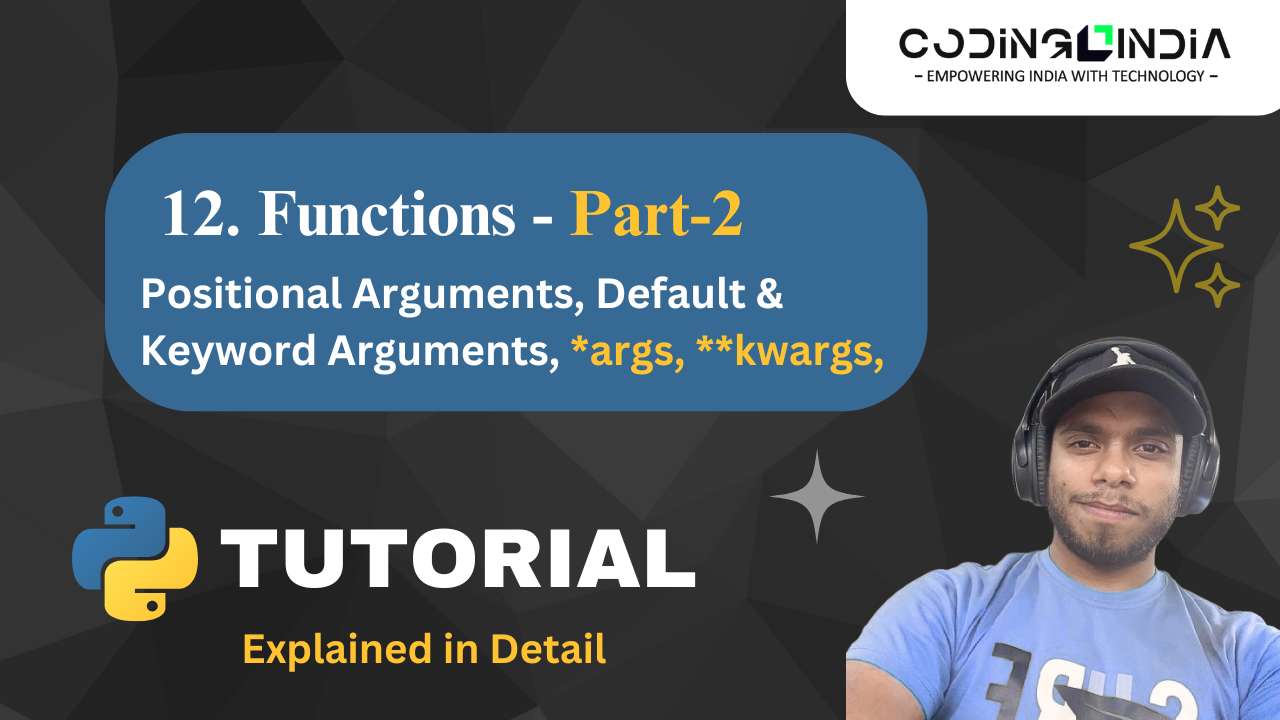 CODiNG INDiA
– EMPOWERING INDIA WITH TECHNOLOGY –
12. Functions - Part-2
Positional Arguments, Default &
Keyword Arguments, *args, **kwargs,
TUTORIAL
Explained in Detail